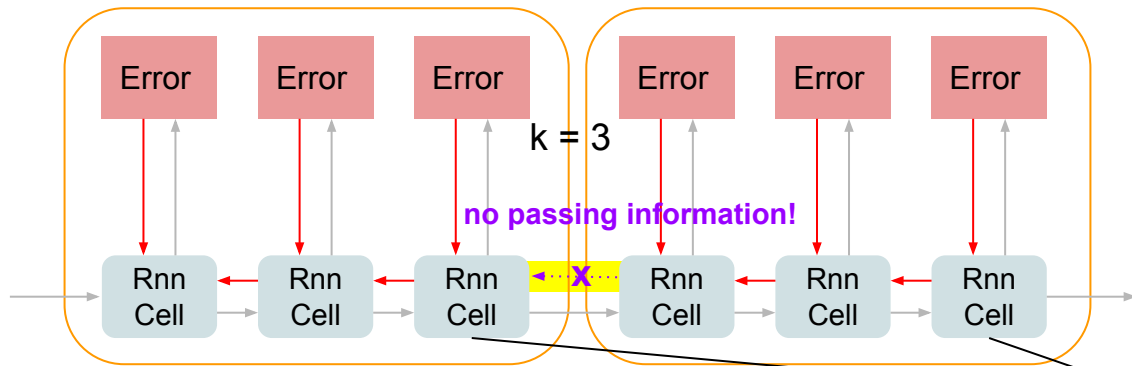 Error
Error
Error
Error
Error
Error
k = 3
no passing information!
x
Rnn
Cell
Rnn
Cell
Rnn
Cell
Rnn
Cell
Rnn
Cell
Rnn
Cell